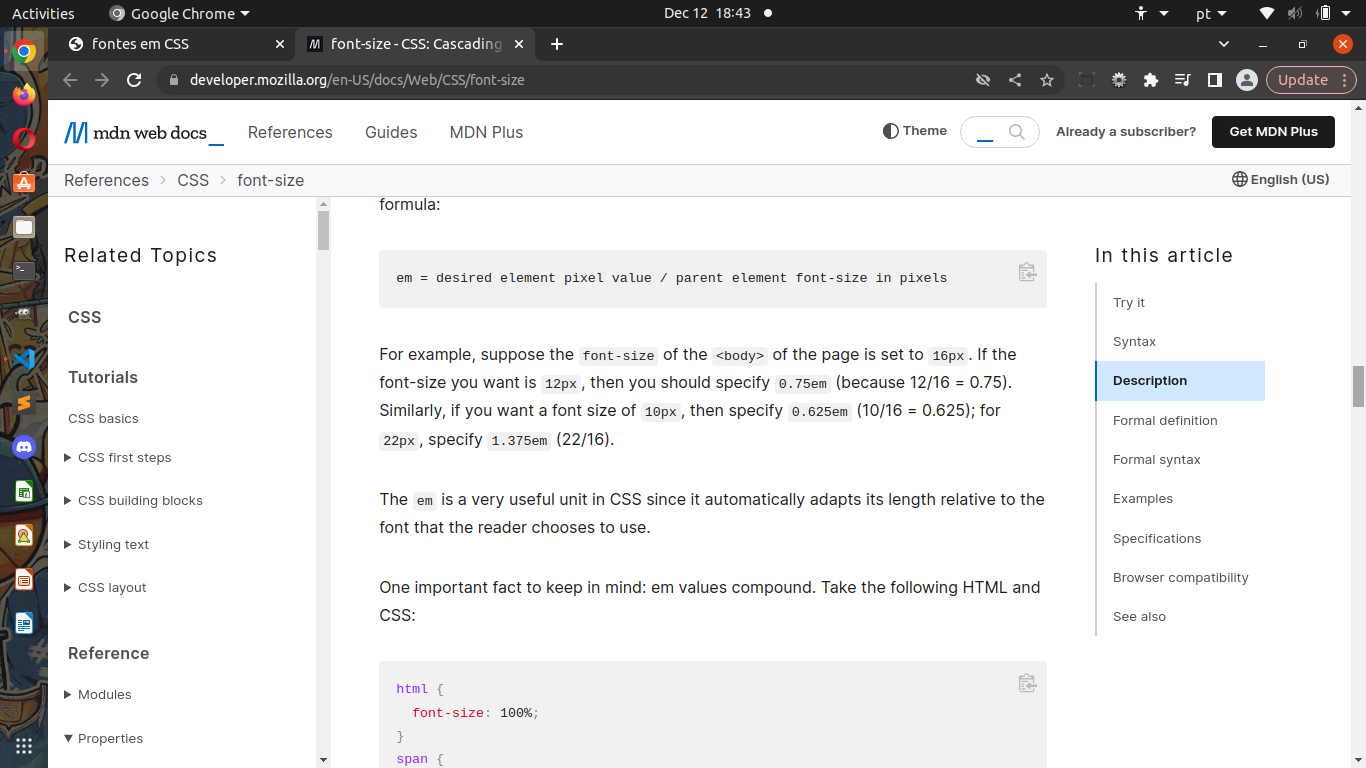 Activities
Google Chrome
Dec 12 18:43
pt
fontes em CSS
font-size - CSS: Cascading
developer.mozilla.org/en-US/docs/Web/CSS/font-size
Update
mdn web docs
References
Guides
MDN Plus
Theme
Already a subscriber?
Get MDN Plus
References
CSS
font-size
English (US)
Related Topics
CSS
Tutorials
CSS basics
CSS first steps
CSS building blocks
Styling text
CSS layout
Reference
Modules
Properties
formula:
em = desired element pixel value / parent element font-size in pixels
For example, suppose the font-size of the <body> of the page is set to 16px. If the
font-size you want is 12px, then you should specify 0.75em (because 12/16 = 0.75).
Similarly, if you want a font size of 10px, then specify 0.625em (10/16 = 0.625); for
22px, specify 1.375em (22/16).
The em is a very useful unit in CSS since it automatically adapts its length relative to the
font that the reader chooses to use.
One important fact to keep in mind: em values compound. Take the following HTML and
CSS:
html {
font-size: 100%;
}
span {
In this article
Try it
Syntax
Description
Formal definition
Formal syntax
Examples
Specifications
Browser compatibility
See also